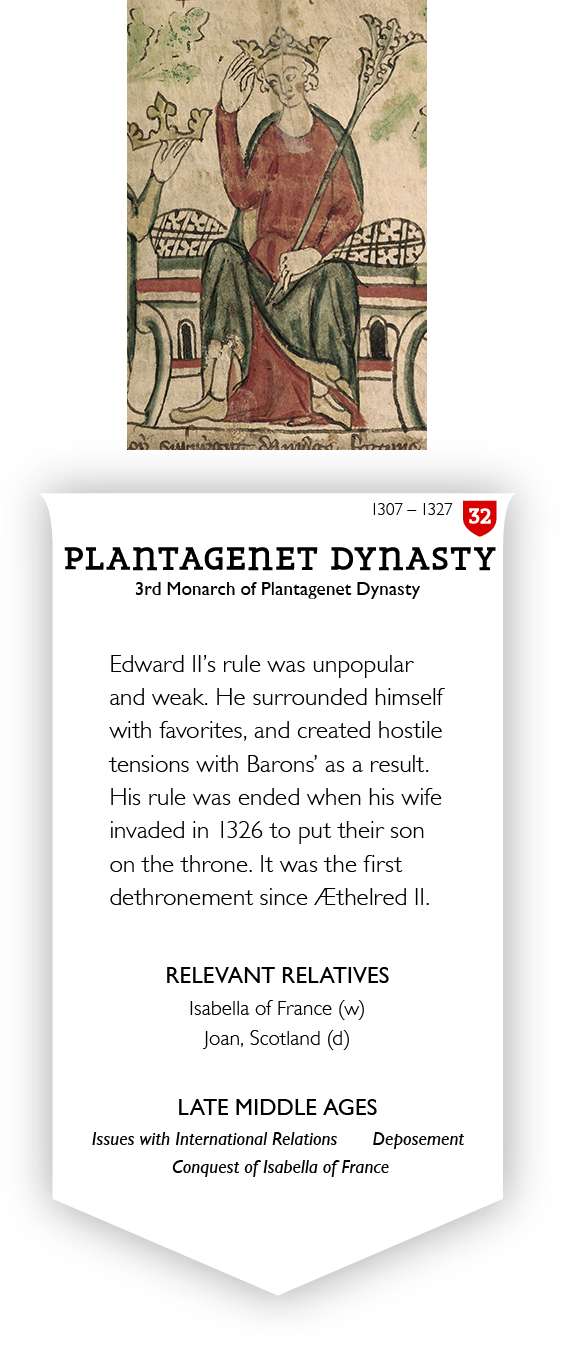 1307 – 1327 32
PLANTAGENET DYNASTY
3rd Monarch of Plantagenet Dynasty
Edward II’s rule was unpopular
and weak. He surrounded himself
with favorites, and created hostile
tensions with Barons’ as a result.
His rule was ended when his wife
invaded in 1326 to put their son
on the throne. It was the first
dethronement since Æthelred II.
RELEVANT RELATIVES
Isabella of France (w)
Joan, Scotland (d)
LATE MIDDLE AGES
Issues with International Relations Deposement
Conquest of Isabella of France